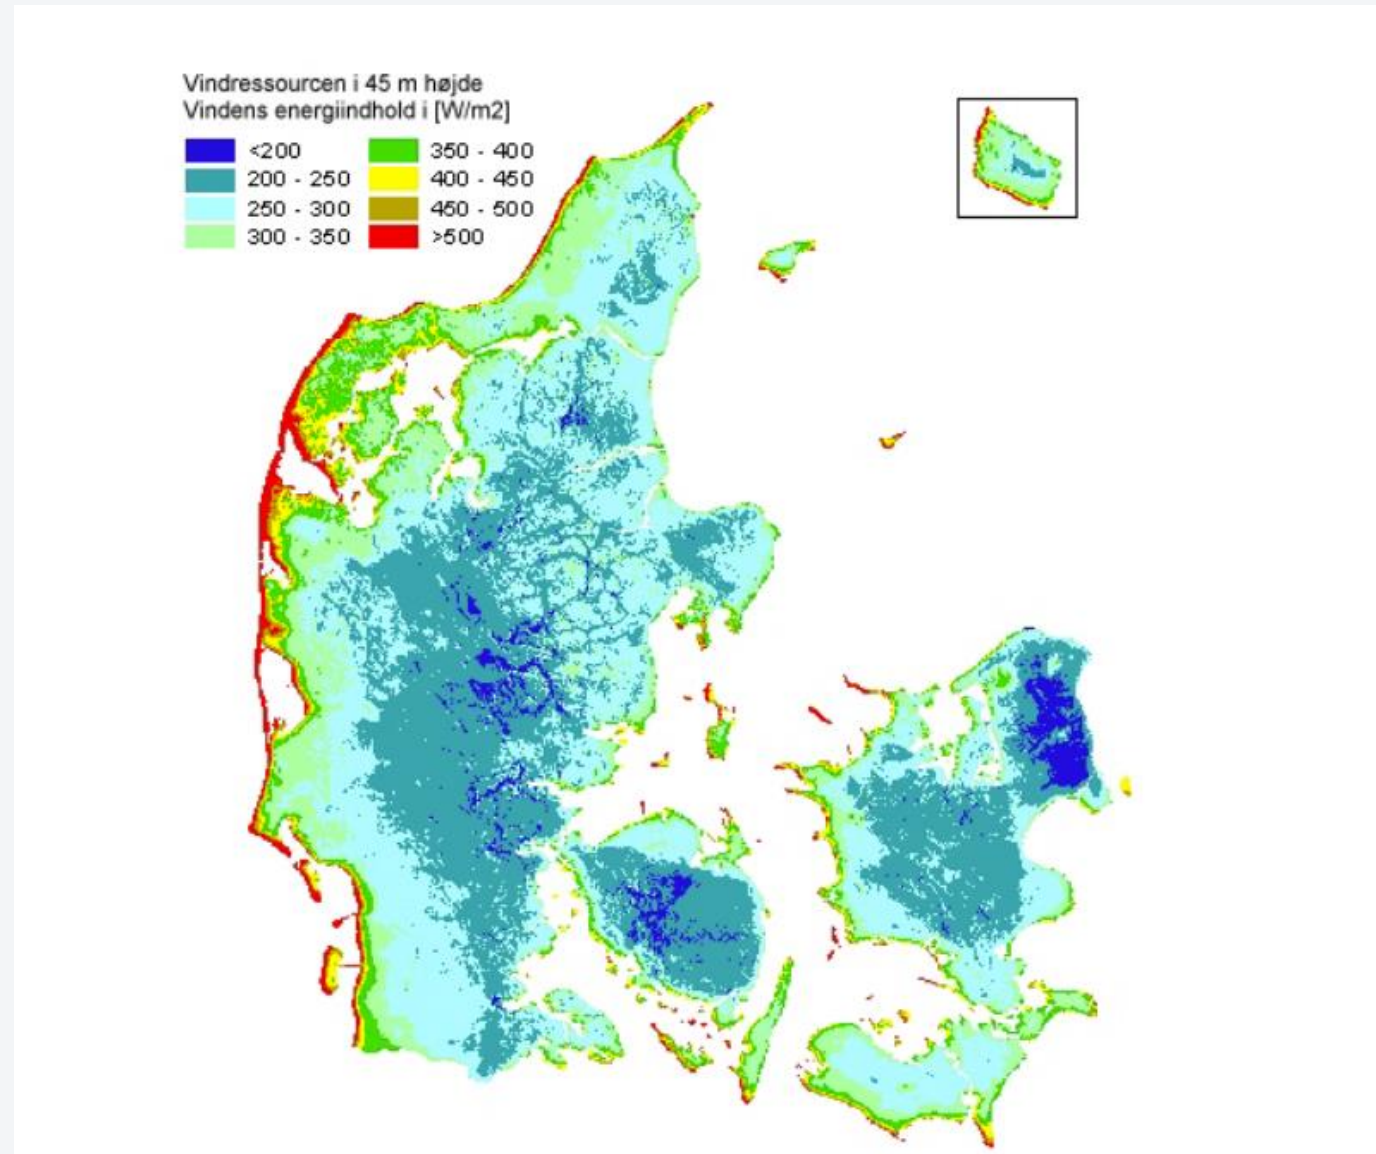 Vindressourcen i 45 m højde
Vindens energiindhold i [W/m2]
<200
350 - 400
200 - 250
400 - 450
250 - 300
450 - 500
300 - 350
>500